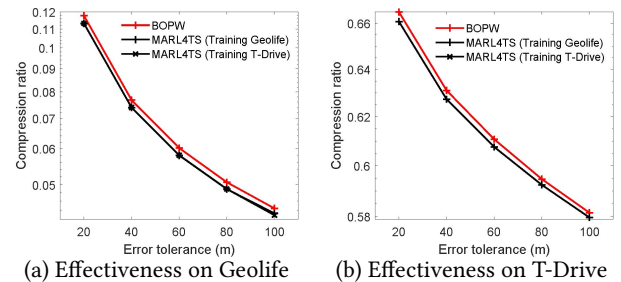 0.12
0.11
0.1
0.09
0.08
0.07
0.06
0.05
Compression ratio
BOPW
MARL4TS (Training Geolife)
MARL4TS (Training T-Drive)
20 40 60 80 100
Error tolerance (m)
(a) Effectiveness on Geolife
0.66
0.64
0.62
0.6
0.58
Compression ratio
BOPW
MARL4TS (Training Geolife)
MARL4TS (Training T-Drive)
20 40 60 80 100
Error tolerance (m)
(b) Effectiveness on T-Drive